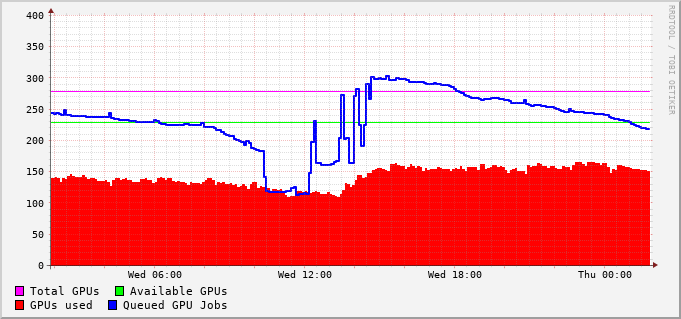 400
350
300
250
200
150
100
50
0
Wed 06:00 Wed 12:00 Wed 18:00 Thu 00:00
Total GPUs Available GPUs
GPUs used Queued GPU Jobs
RRDTOOL / TOBI OETIKER